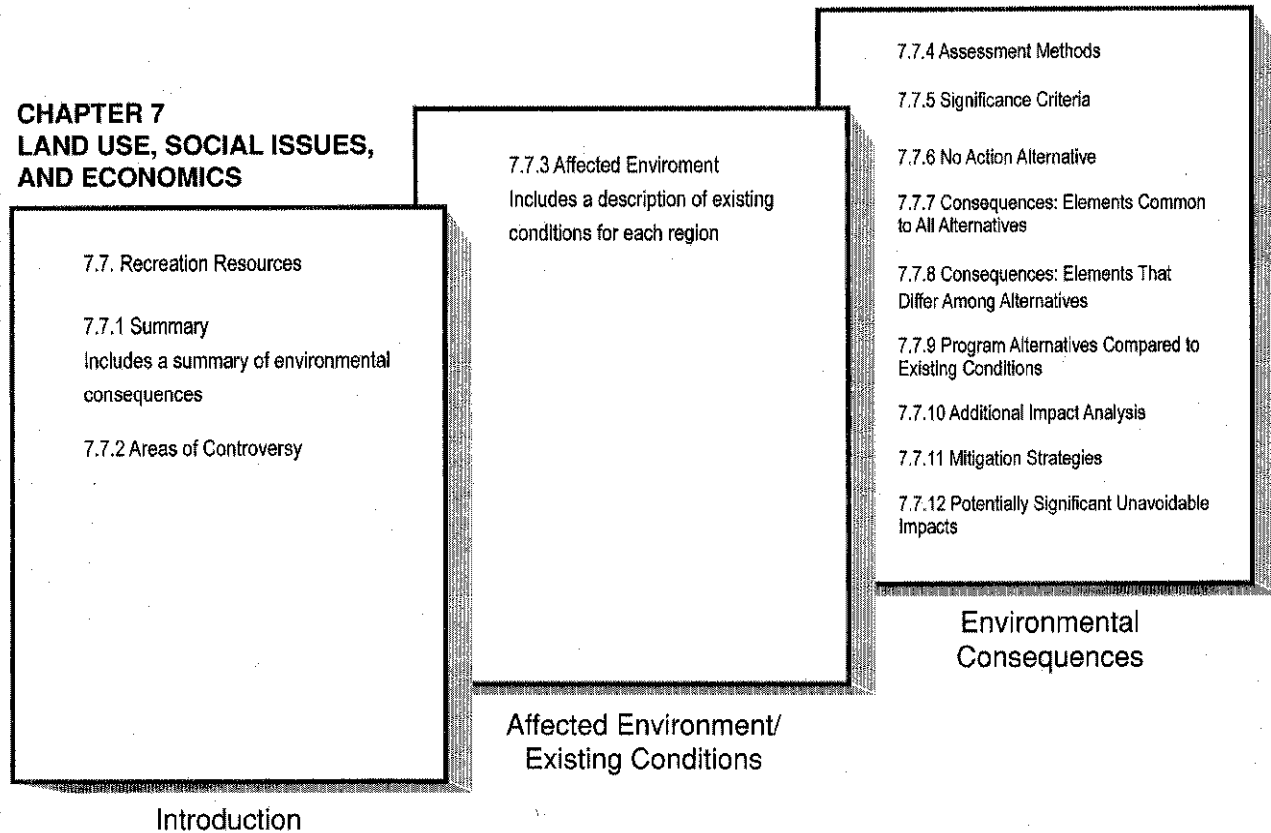 CHAPTER 7
LAND USE, SOCIAL ISSUES,
AND ECONOMICS
7.7. Recreation Resources
7.7.1 Summary
Includes a summary of environmental
consequences
7.7.2 Areas of Controversy
Introduction
7.7.3 Affected Enviroment
Includes a description of existing
conditions for each region
Affected Environment/
Existing Conditions
7.7.4 Assessment Methods
7.7.5 Significance Criteria
7.7.6 No Action Alternative
7.7.7 Consequences: Elements Common
to All Alternatives
7.7.8 Consequences: Elements That
Differ Among Alternatives
7.7.9 Program Alternatives Compared to
Existing Conditions
7.7.10 Additional Impact Analysis
7.7.11 Mitigation Strategies
7.7.12 Potentially Significant Unavoidable
Impacts
Environmental
Consequences